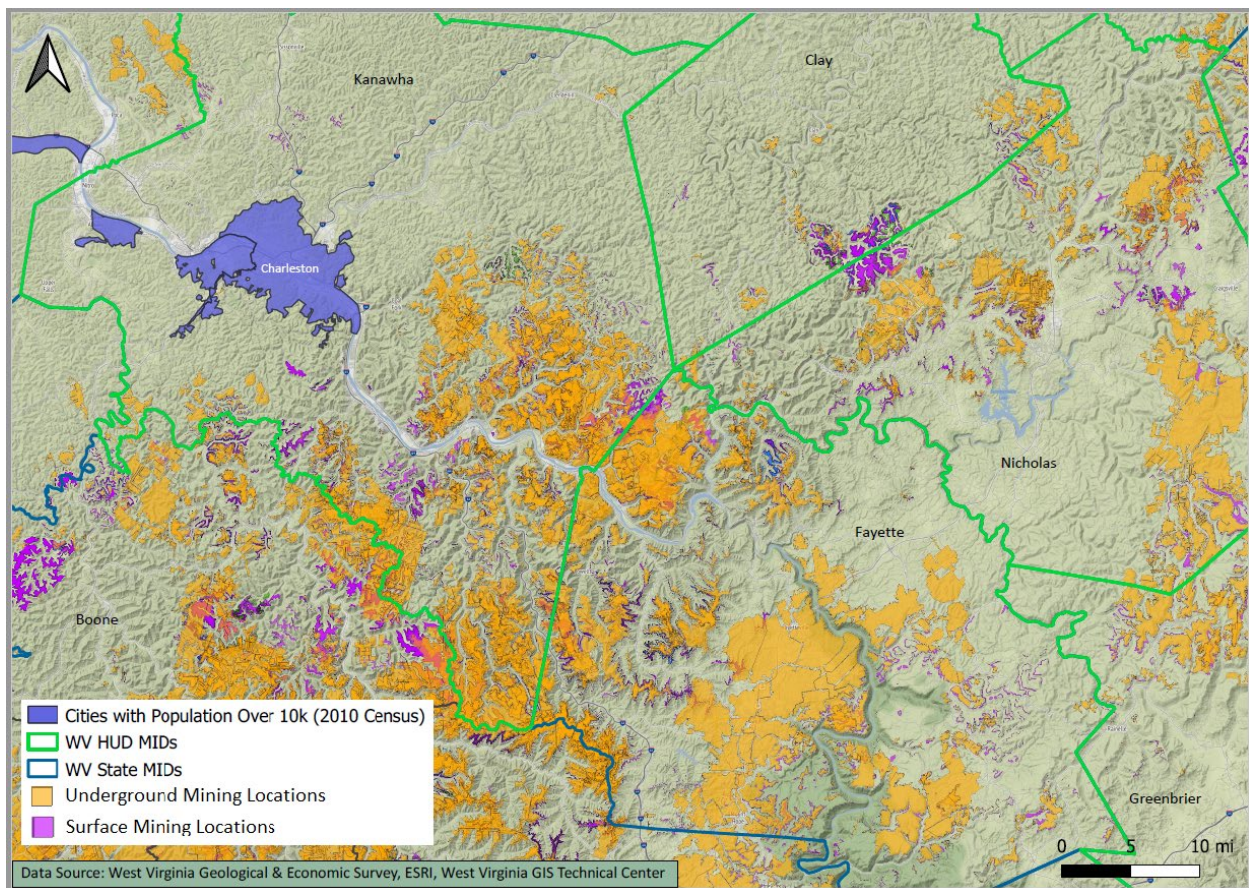 Kanawha
Clay
Nitro
Charleston
Nicholas
Fayette
Boone
Greenbrier
Cities with Population Over 10k (2010 Census)
WV HUD MIDs
WV State MIDs
Underground Mining Locations
Surface Mining Locations
0 5 10 mi
Data Source: West Virginia Geological & Economic Survey, ESRI, West Virginia GIS Technical Center